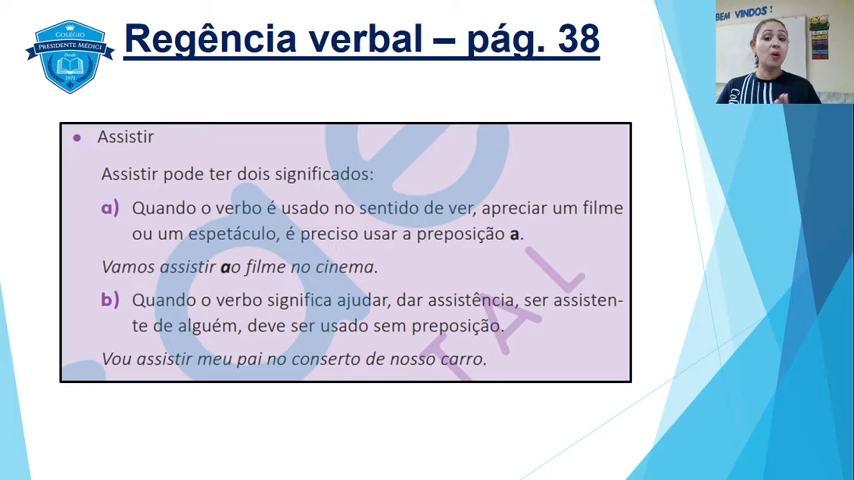 COLÉGIO
PRESIDENTE MÉDICI
Regência verbal – pág. 38
BEM VINDOS!
• Assistir
Assistir pode ter dois significados:
a) Quando o verbo é usado no sentido de ver, apreciar um filme
ou um espetáculo, é preciso usar a preposição a.
Vamos assistir ao filme no cinema.
b) Quando o verbo significa ajudar, dar assistência, ser assisten-
te de alguém, deve ser usado sem preposição.
Vou assistir meu pai no conserto de nosso carro.
TAL